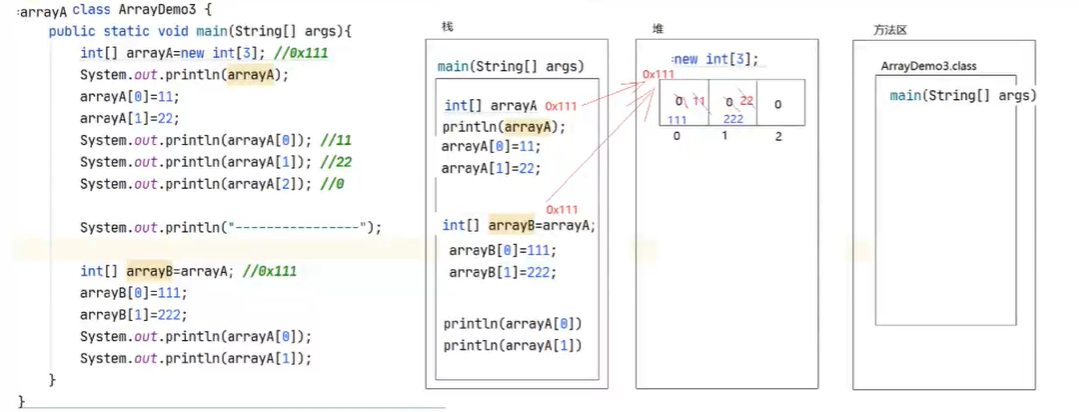 :arrayA class ArrayDemo3 {
public static void main(String[] args){
int[] arrayA=new int[3]; //0x111
System.out.println(arrayA);
arrayA[0]=11;
arrayA[1]=22;
System.out.println(arrayA[0]); //11
System.out.println(arrayA[1]); //22
System.out.println(arrayA[2]); //0
System.out.println("-----------------");
int[] arrayB=arrayA; //0x111
arrayB[0]=111;
arrayB[1]=222;
System.out.println(arrayA[0]);
System.out.println(arrayA[1]);
}
}
栈
main(String[] args)
int[] arrayA 0x111
println(arrayA);
arrayA[0]=11;
arrayA[1]=22;
0x111
int[] arrayB=arrayA;
arrayB[0]=111;
arrayB[1]=222;
println(arrayA[0])
println(arrayA[1])
堆
:new int[3];
0x111
0 11 0 22 0
111 222
0 1 2
方法区
ArrayDemo3.class
main(String[] args)